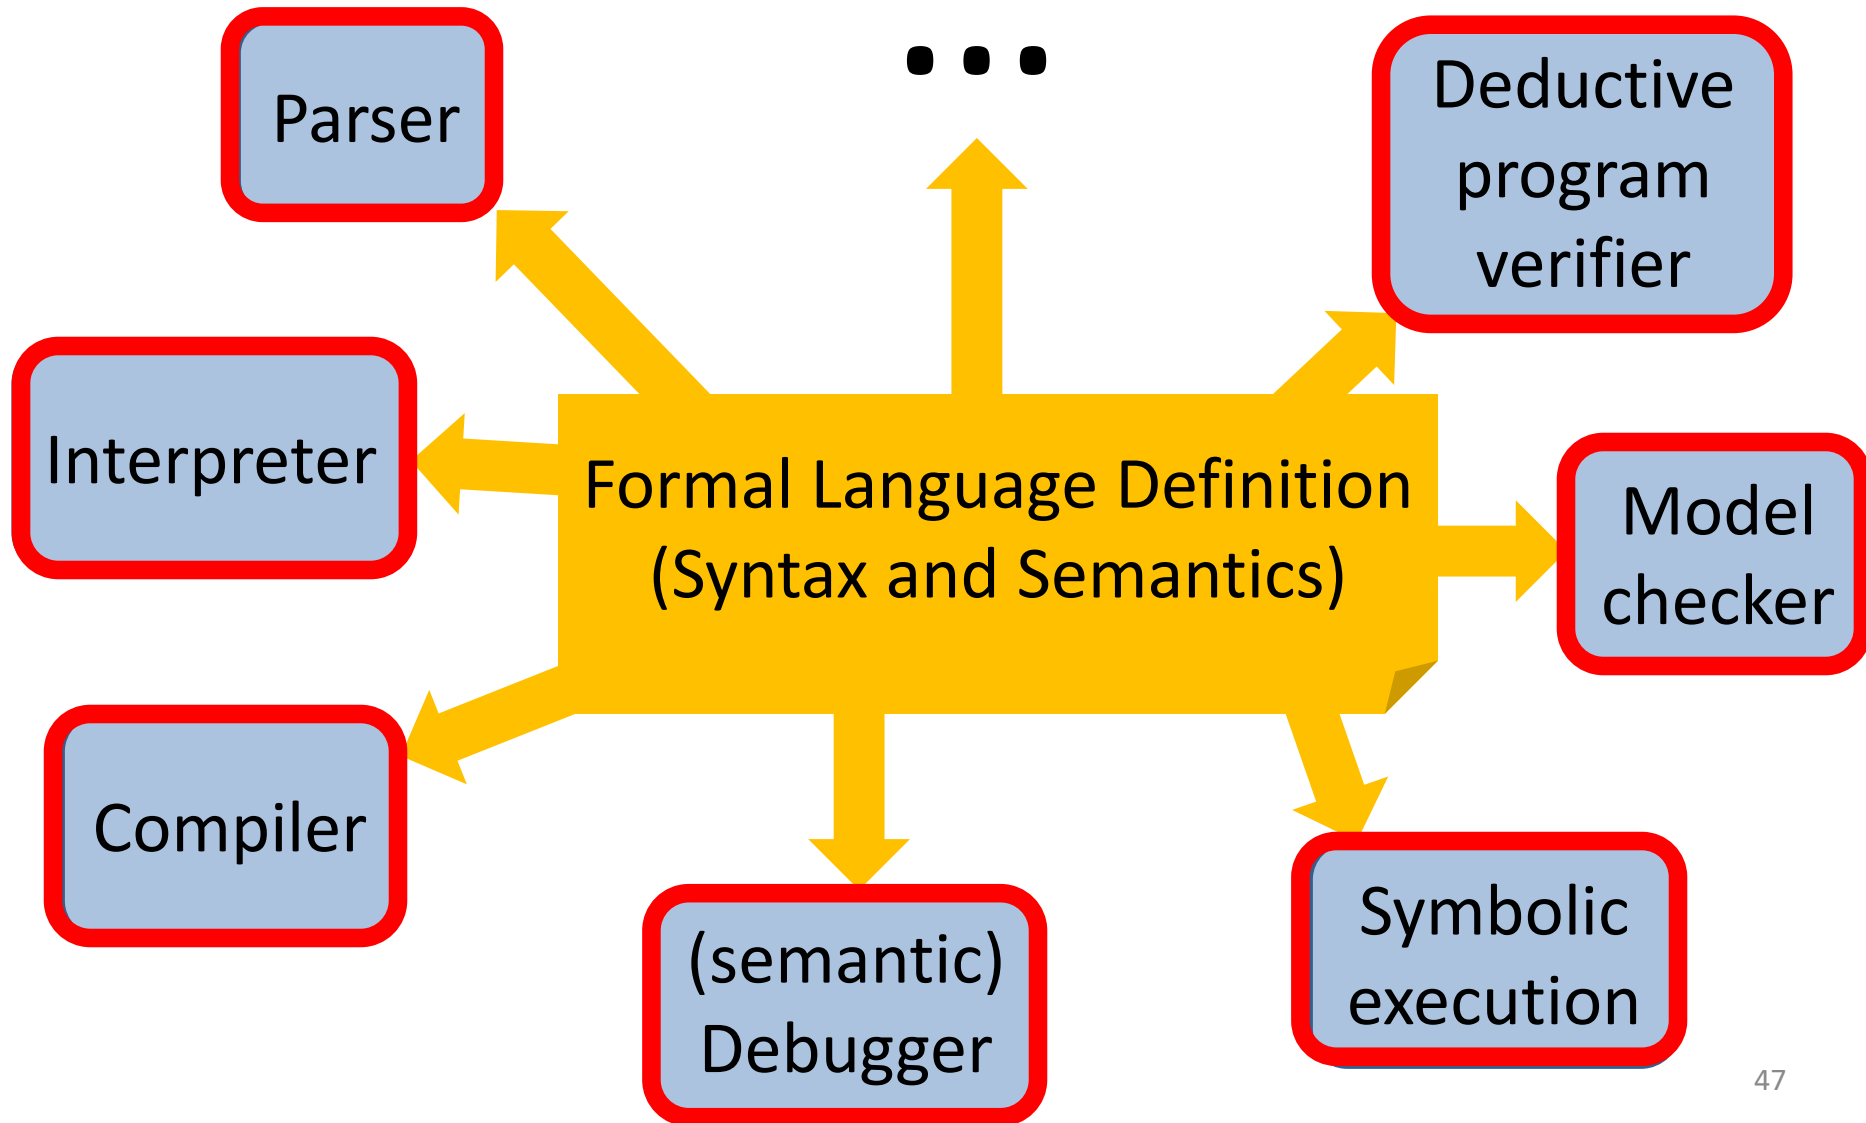 Parser
...
Deductive
program
verifier
Interpreter
Formal Language Definition
(Syntax and Semantics)
Model
checker
Compiler
(semantic)
Debugger
Symbolic
execution
47